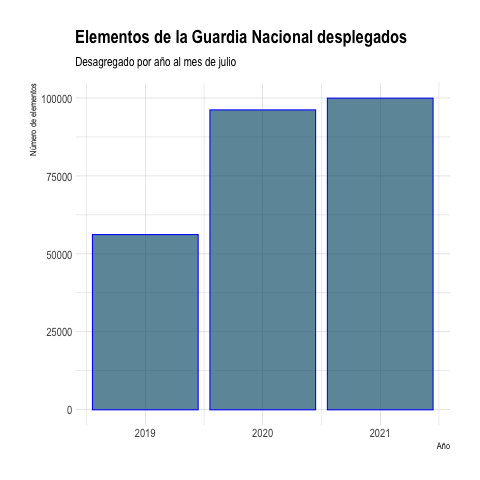 Elementos de la Guardia Nacional desplegados
Desagregado por año al mes de julio
Número de elementos
100000
75000
50000
25000
0
2019 2020 2021
Año